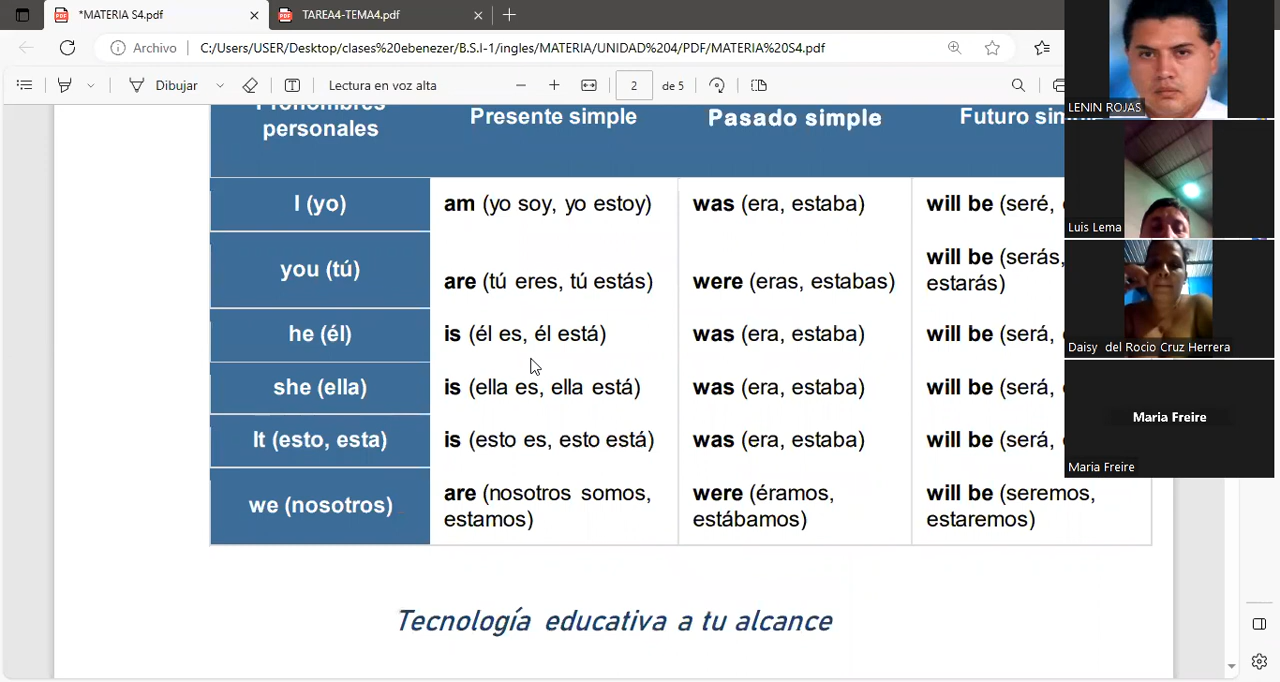 *MATERIA S4.pdf
TAREA4-TEMA4.pdf
Archivo
C:/Users/USER/Desktop/clases%20ebenezer/B.S.I-1/ingles/MATERIA/UNIDAD%204/PDF/MATERIA%20S4.pdf
Dibujar
Lectura en voz alta
2
de 5
Pronombres
personales
Presente simple
Pasado simple
Futuro
I (yo)
am (yo soy, yo estoy)
was (era, estaba)
will be (seré,
you (tú)
are (tú eres, tú estás)
were (eras, estabas)
will be (serás,
estarás)
he (él)
is (él es, él está)
was (era, estaba)
will be (será,
she (ella)
is (ella es, ella está)
was (era, estaba)
will be (será,
It (esto, esta)
is (esto es, esto está)
was (era, estaba)
will be (será,
we (nosotros)
are (nosotros somos,
estamos)
were (éramos,
estábamos)
will be (seremos,
estaremos)
Tecnología educativa a tu alcance
LENIN ROJAS
Luis Lema
Daisy del Rocio Cruz Herrera
Maria Freire
Maria Freire